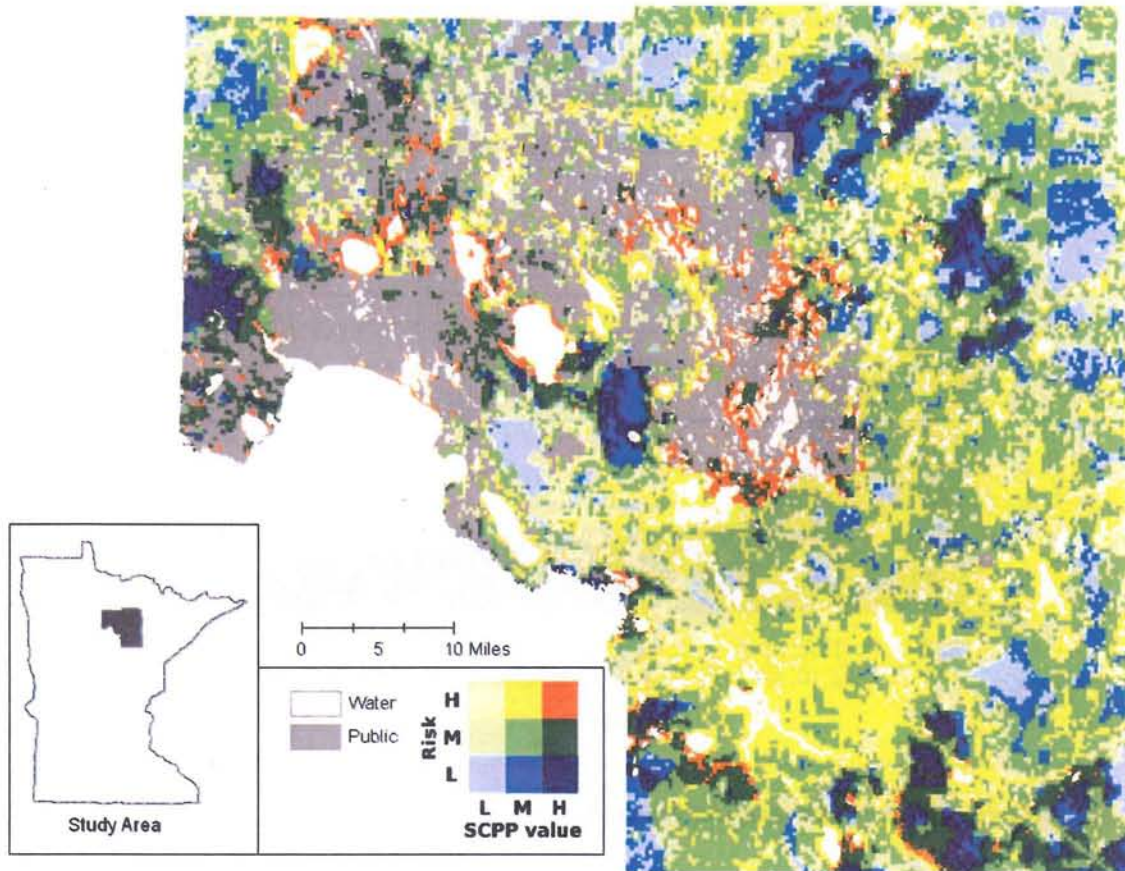 Study Area
0 5 10 Miles
Water
Public
Risk
H
M
L
L M H
SCPP value